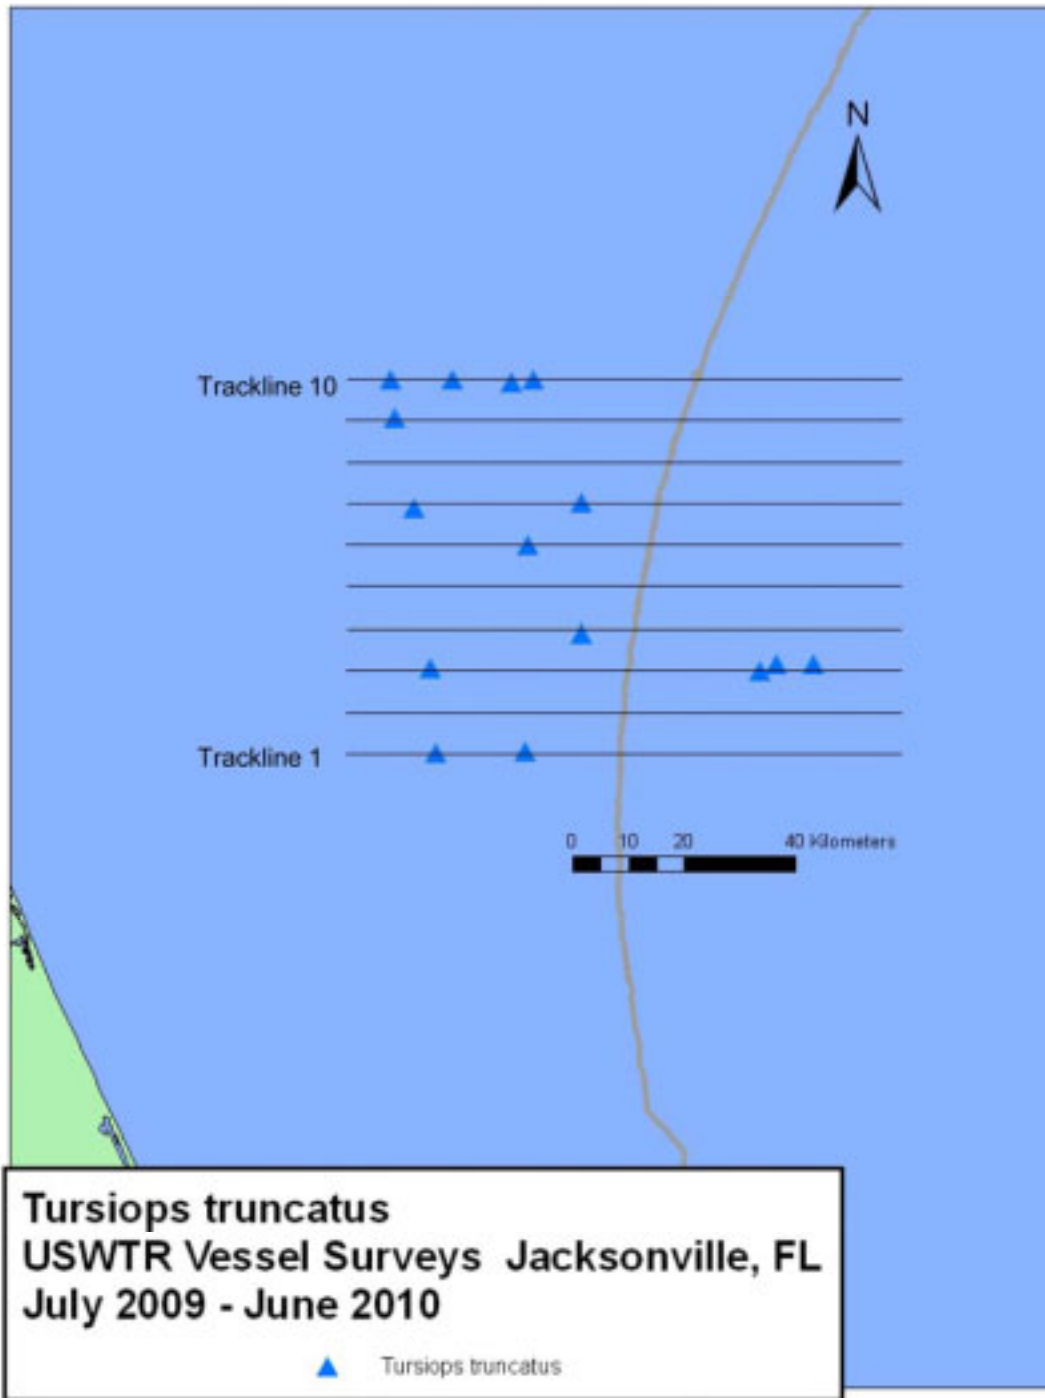 N
Trackline 10
Trackline 1
0 10 20 40 Kilometers
Tursiops truncatus
USWTR Vessel Surveys Jacksonville, FL
July 2009 - June 2010
Tursiops truncatus